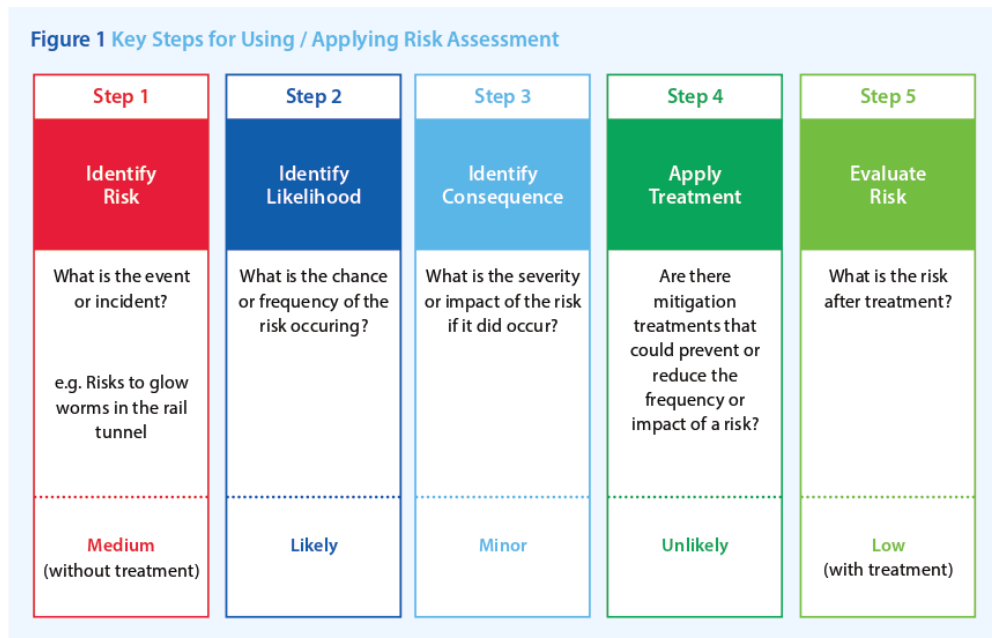 Figure 1 Key Steps for Using / Applying Risk Assessment
Step 1
Identify
Risk
What is the event
or incident?
e.g. Risks to glow
worms in the rail
tunnel
Medium
(without treatment)
Step 2
Identify
Likelihood
What is the chance
or frequency of the
risk occuring?
Likely
Step 3
Identify
Consequence
What is the severity
or impact of the risk
if it did occur?
Minor
Step 4
Apply
Treatment
Are there
mitigation
treatments that
could prevent or
reduce the
frequency or
impact of a risk?
Unlikely
Step 5
Evaluate
Risk
What is the risk
after treatment?
Low
(with treatment)